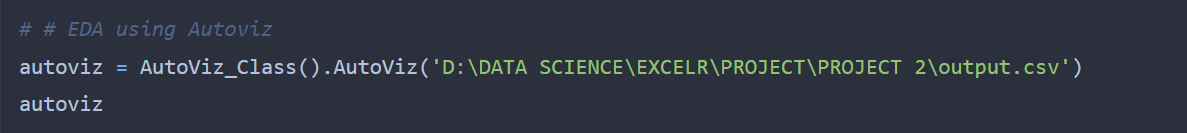 # # EDA using Autoviz
autoviz = AutoViz_Class().AutoViz('D:\DATA SCIENCE\EXCELR\PROJECT\PROJECT 2\output.csv')
autoviz